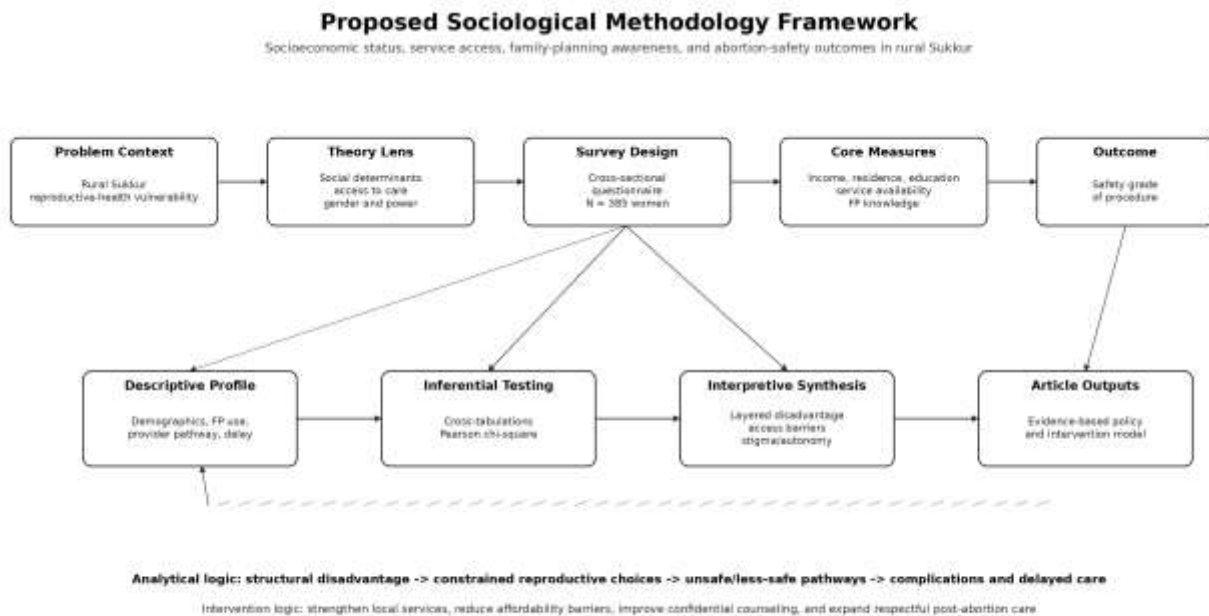 Proposed Sociological Methodology Framework
Socioeconomic status, service access, family-planning awareness, and abortion-safety outcomes in rural Sukkur
Problem Context
Rural Sukkur
reproductive-health vulnerability
Theory Lens
Social determinants
access to care
gender and power
Survey Design
Cross-sectional
questionnaire
N = 385 women
Core Measures
Income, residence, education
service availability
FP knowledge
Outcome
Safety grade
of procedure
Descriptive Profile
Demographics, FP use,
provider pathway, delay
Inferential Testing
Cross-tabulations
Pearson chi-square
Interpretive Synthesis
Layered disadvantage
access barriers
stigma/autonomy
Article Outputs
Evidence-based policy
and intervention model
Analytical logic: structural disadvantage -> constrained reproductive choices -> unsafe/less-safe pathways -> complications and delayed care
Intervention logic: strengthen local services, reduce affordability barriers, improve confidential counseling, and expand respectful post-abortion care